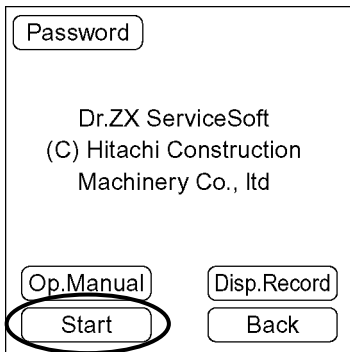 Password
Dr.ZX ServiceSoft
(C) Hitachi Construction
Machinery Co., ltd
Op.Manual Disp.Record
Start Back